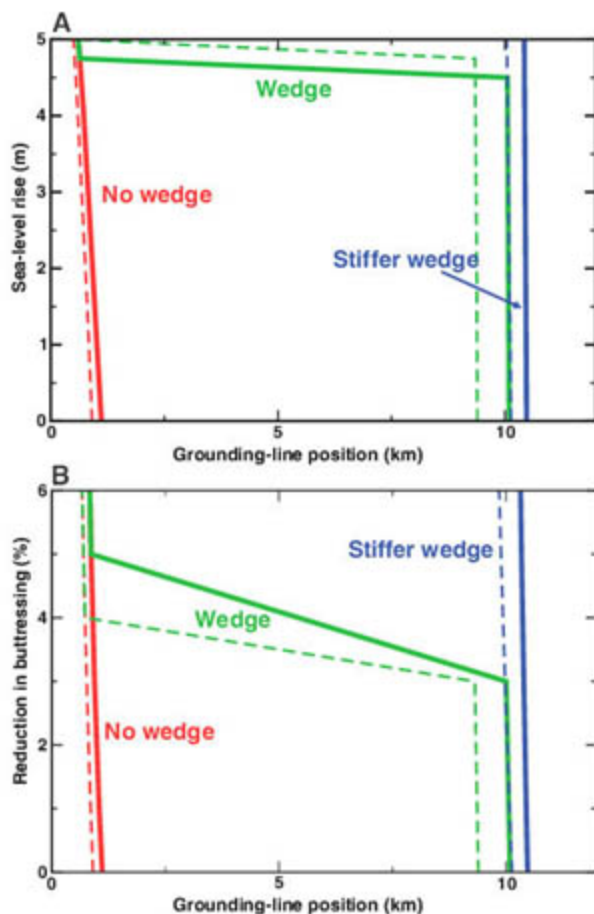 A
5
4
3
2
1
0
Sea-level rise (m)
Wedge
No wedge
Stiffer wedge
0 5 10
Grounding-line position (km)
B
6
4
2
0
Reduction in buttressing (%)
Stiffer wedge
Wedge
No wedge
0 5 10
Grounding-line position (km)